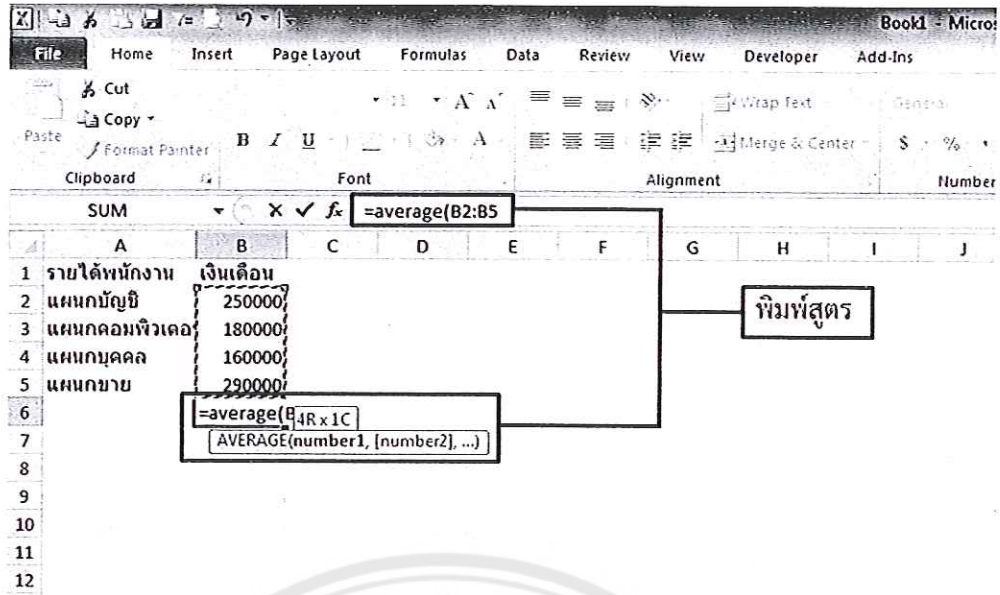 Book1 - Micros
File Home Insert Page Layout Formulas Data Review View Developer Add-Ins
Cut
Copy
Paste
Format Painter
11 A A Wrap Text General
B I U A Merge & Center $ %
Clipboard Font Alignment Number
SUM fx =average(B2:B5
A B C D E F G H I J
1 รายได้พนักงาน เงินเดือน
2 แผนกบัญชี 250000
3 แผนกคอมพิวเตอ 180000
4 แผนกบุคคล 160000
5 แผนกขาย 290000
พิมพ์สูตร
6 =average(B 4R x 1C
7 AVERAGE(number1, [number2], ...)
8
9
10
11
12